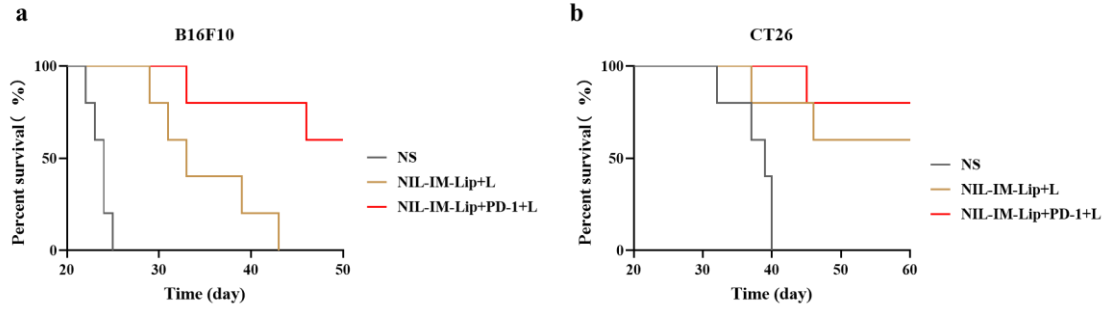 a
B16F10
Percent survival( %)
100
50
0
20
30
40
50
Time (day)
NS
NIL-IM-Lip+L
NIL-IM-Lip+PD-1+L
b
CT26
Percent survival( %)
100
50
0
20
30
40
50
60
Time (day)
NS
NIL-IM-Lip+L
NIL-IM-Lip+PD-1+L